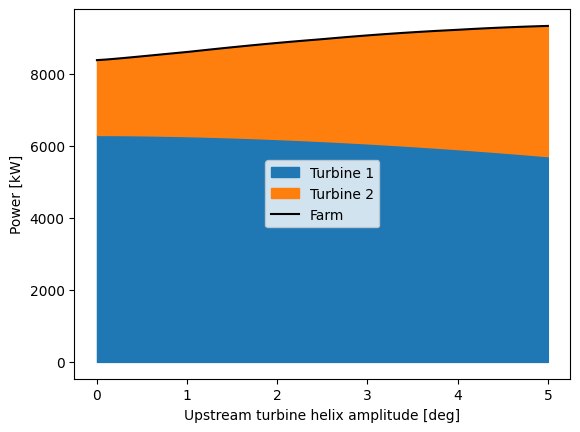 8000
6000
4000
2000
0
Power [kW]
Turbine 1
Turbine 2
Farm
0 1 2 3 4 5
Upstream turbine helix amplitude [deg]